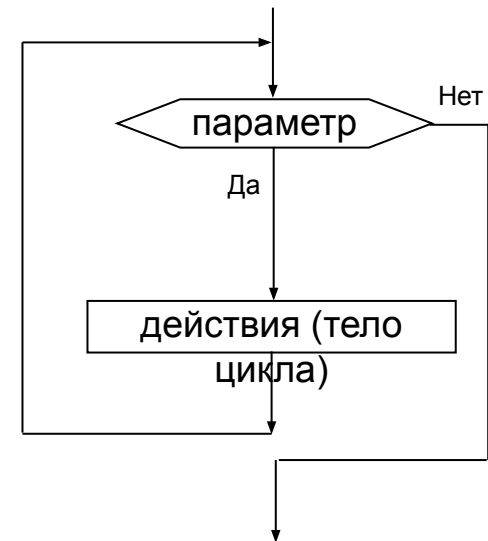 Нет
параметр
Да
действия (тело
цикла)